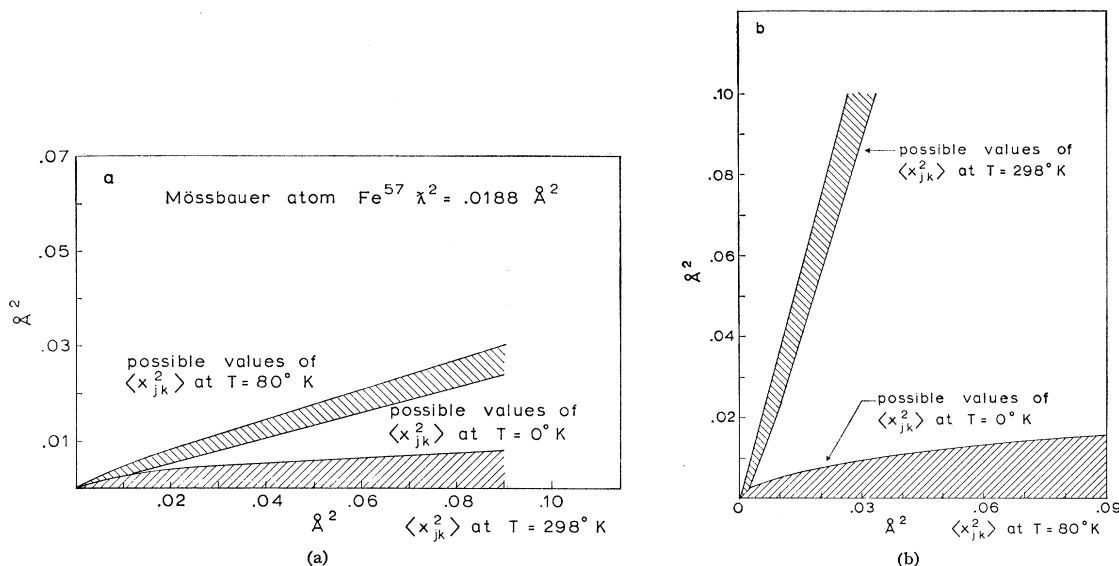 a
Mössbauer atom Fe⁵⁷ ƛ² = .0188 Å²
.07
.05
.03
.01
Å²
possible values of
⟨x²jk⟩ at T = 80° K
possible values of
⟨x²jk⟩ at T = 0° K
.02 .04 .06 .08 .10
Å² ⟨x²jk⟩ at T = 298° K
(a)
b
.10
.08
.06
.04
.02
Å²
possible values of
⟨x²jk⟩ at T = 298° K
possible values of
⟨x²jk⟩ at T = 0° K
0 .03 .06 .09
Å² ⟨x²jk⟩ at T = 80° K
(b)